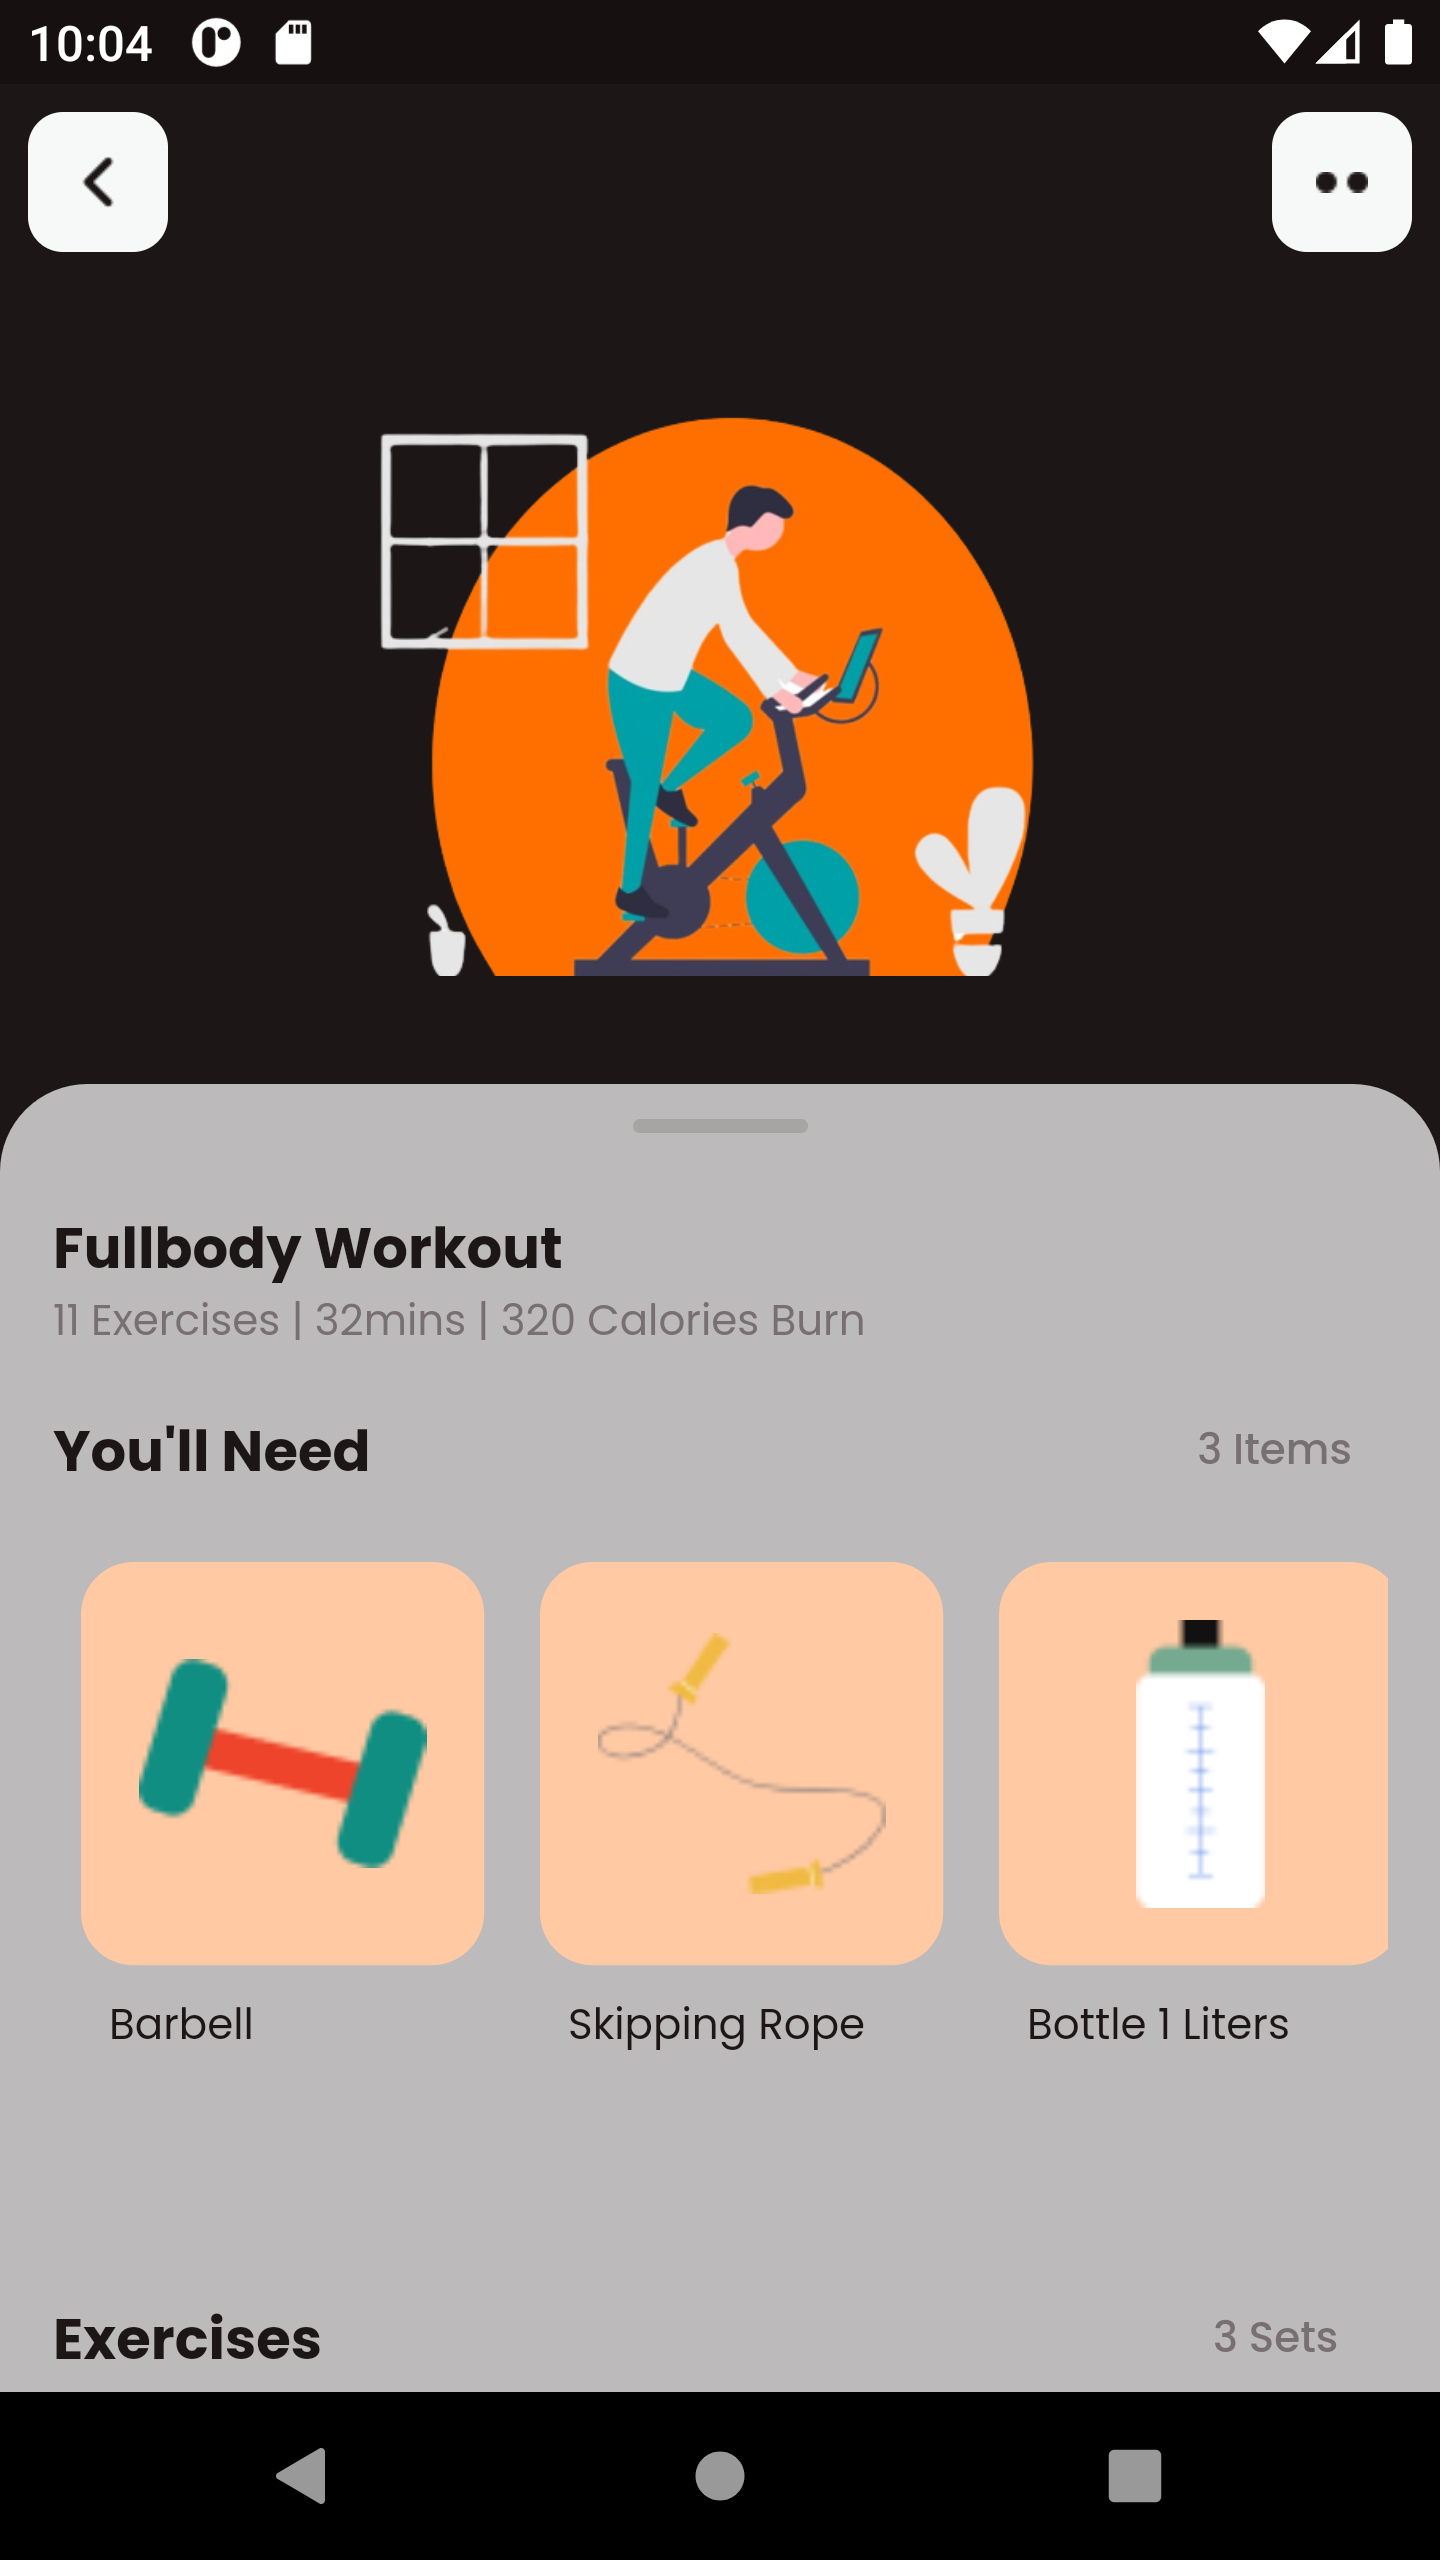 10:04
Fullbody Workout
11 Exercises | 32mins | 320 Calories Burn
You'll Need
3 Items
Barbell
Skipping Rope
Bottle 1 Liters
Exercises
3 Sets